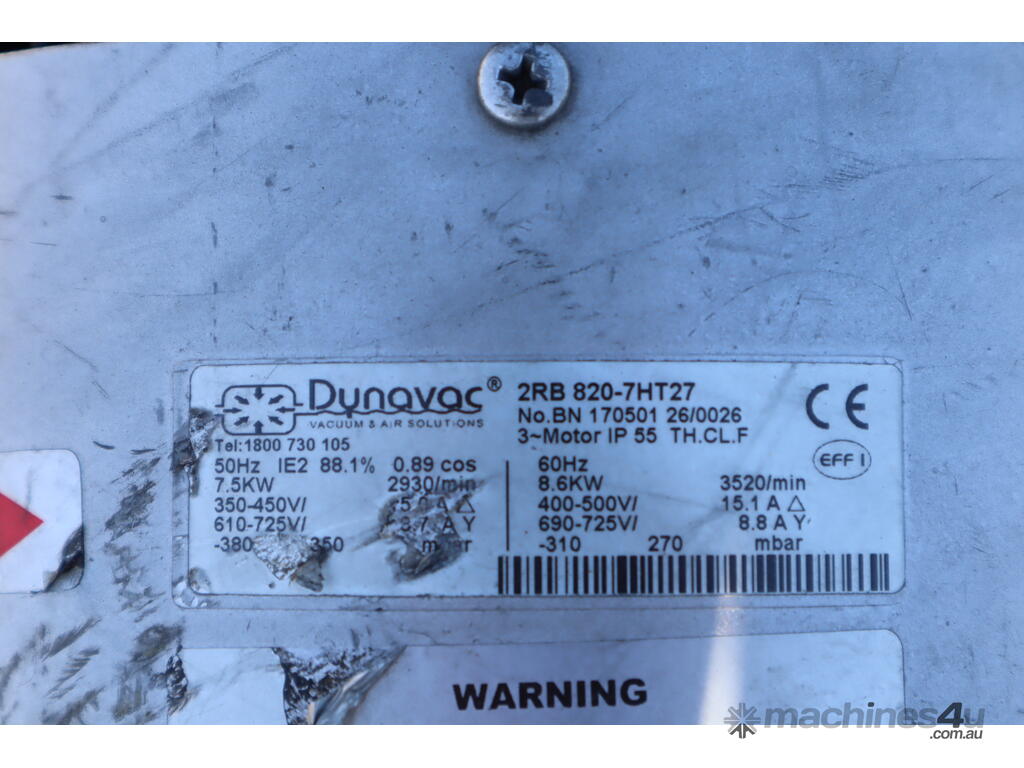 Dynavac®
VACUUM & AIR SOLUTIONS
Tel:1800 730 105
2RB 820-7HT27
No.BN 170501 26/0026
3~Motor IP 55 TH.CL.F
CE
EFF 1
50Hz IE2 88.1% 0.89 cos
7.5KW 2930/min
350-450V/ A △
610-725V/ A Y
-380 350
60Hz
8.6KW 3520/min
400-500V/ 15.1 A △
690-725V/ 8.8 A Y
-310 270 mbar
WARNING
machines4u
.com.au